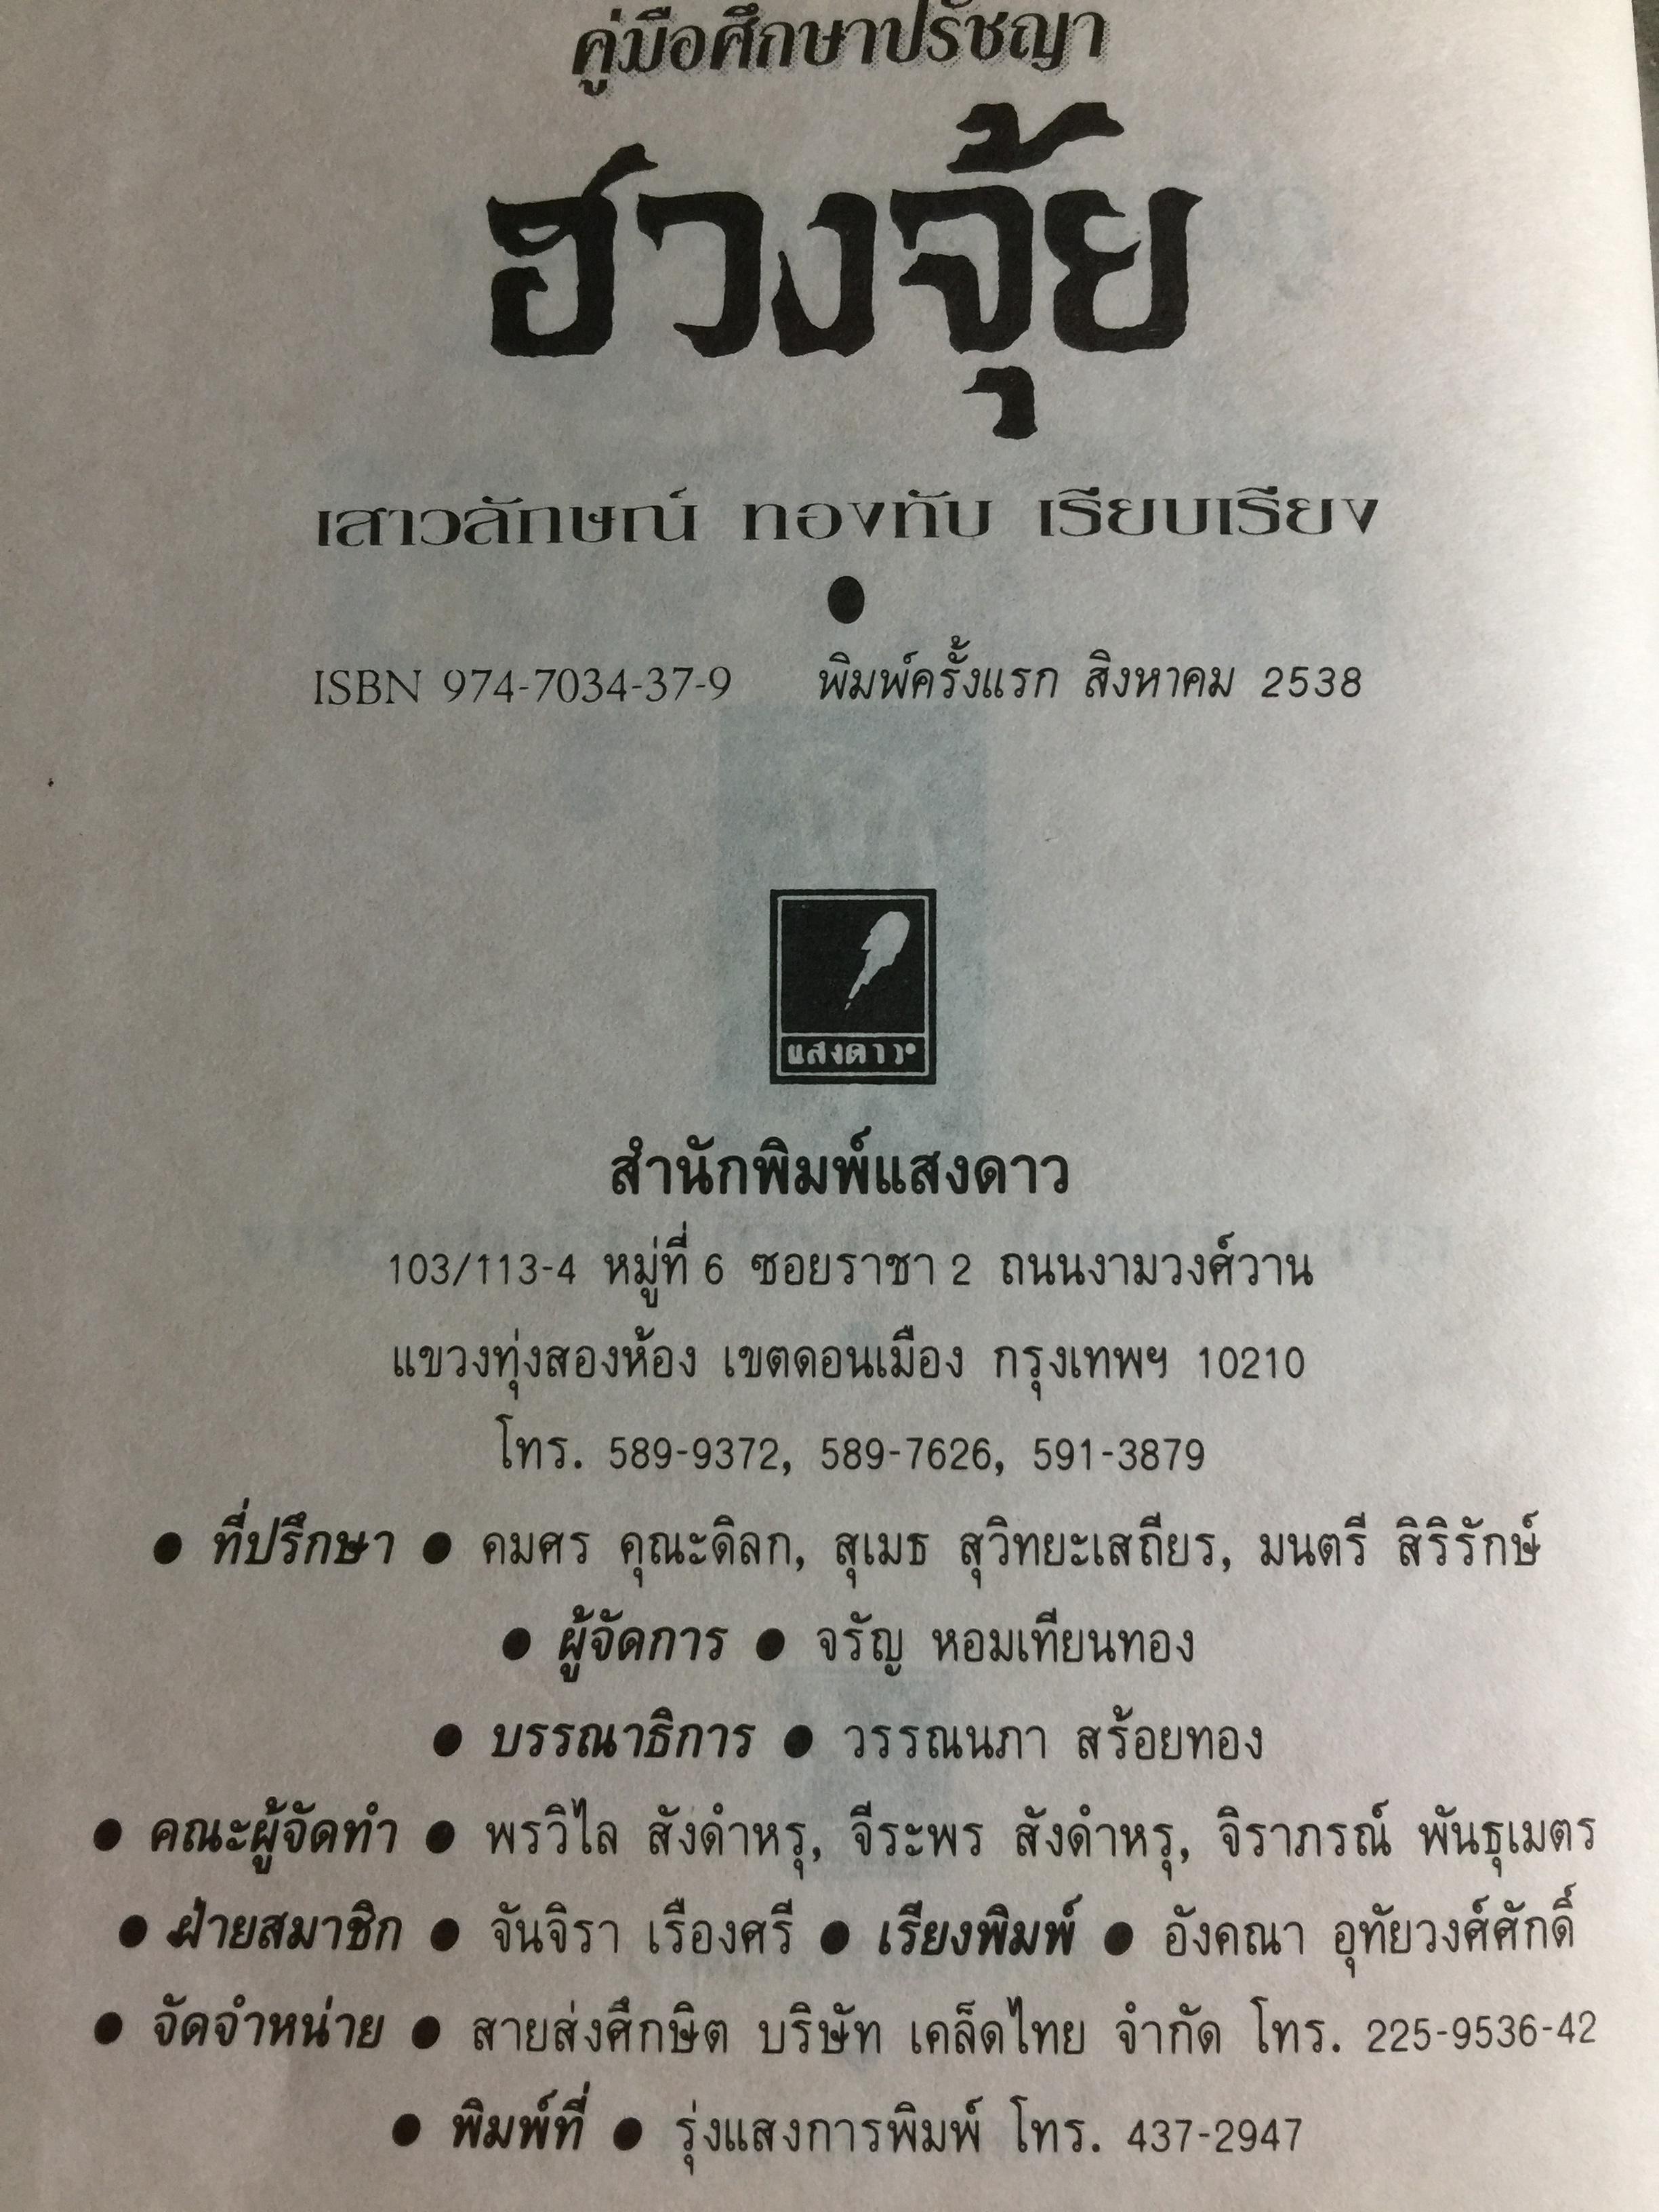 คู่มือศึกษาปรัชญา
ฮวงจุ้ย
เสาวลักษณ์ ทองทับ เรียบเรียง
ISBN 974-7034-37-9 พิมพ์ครั้งแรก สิงหาคม 2538
แสงดาว
สำนักพิมพ์แสงดาว
103/113-4 หมู่ที่ 6 ซอยราชา 2 ถนนงามวงศ์วาน
แขวงทุ่งสองห้อง เขตดอนเมือง กรุงเทพฯ 10210
โทร. 589-9372, 589-7626, 591-3879
● ที่ปรึกษา ● คมศร คุณะดิลก, สุเมธ สุวิทยะเสถียร, มนตรี สิริรักษ์
● ผู้จัดการ ● จรัญ หอมเทียนทอง
● บรรณาธิการ ● วรรณนภา สร้อยทอง
● คณะผู้จัดทำ ● พรวิไล สังดำหรุ, จีระพร สังดำหรุ, จิราภรณ์ พันธุเมตร
● ฝ่ายสมาชิก ● จันจิรา เรืองศรี ● เรียงพิมพ์ ● อังคณา อุทัยวงศ์ศักดิ์
● จัดจำหน่าย ● สายส่งศึกษิต บริษัท เคล็ดไทย จำกัด โทร. 225-9536-42
● พิมพ์ที่ ● รุ่งแสงการพิมพ์ โทร. 437-2947